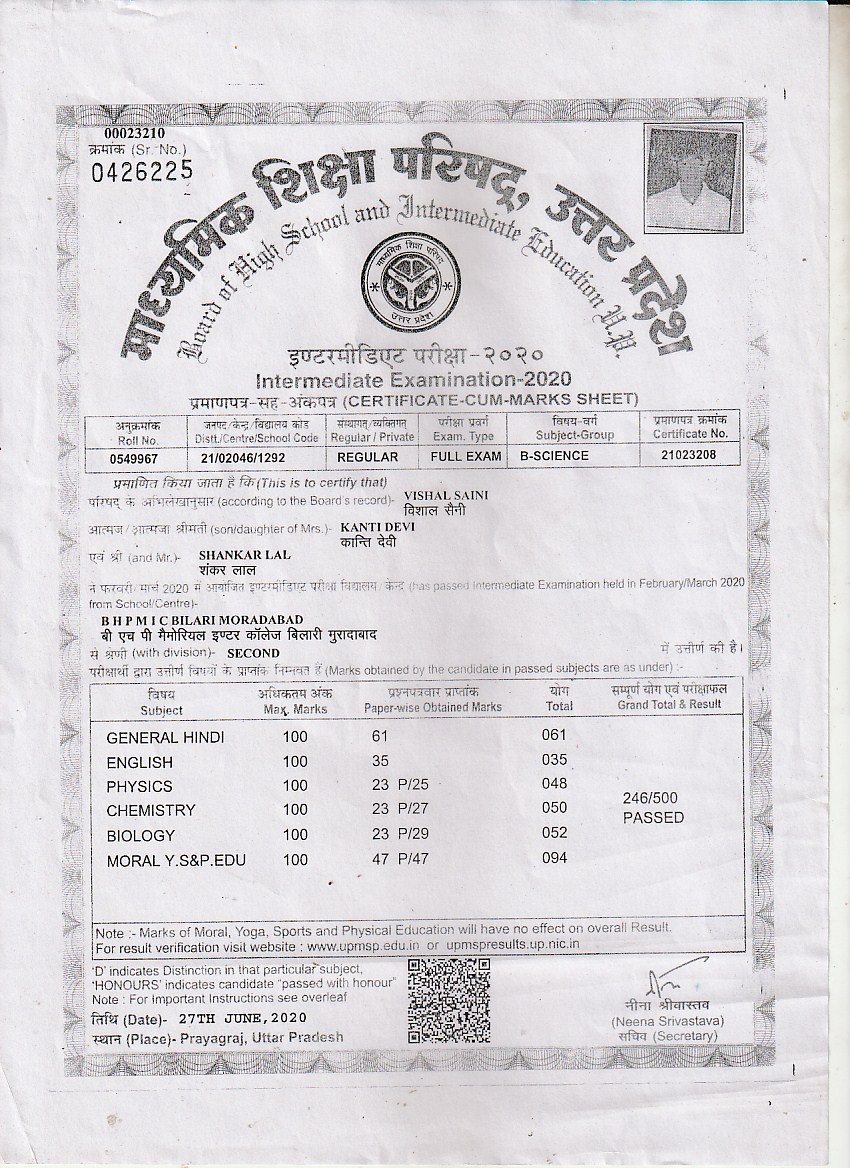 00023210
क्रमांक (Sr. No.)
0426225
माध्यमिक शिक्षा परिषद्, उत्तर प्रदेश
Board of High School and Intermediate Education U.P.
माध्यमिक शिक्षा परिषद
उत्तर प्रदेश
इण्टरमीडिएट परीक्षा-२०२०
Intermediate Examination-2020
प्रमाणपत्र-सह-अंकपत्र (CERTIFICATE-CUM-MARKS SHEET)
अनुक्रमांक जनपद/केन्द्र/विद्यालय कोड संस्थागत/व्यक्तिगत परीक्षा प्रवर्ग विषय-वर्ग प्रमाणपत्र क्रमांक
Roll No. Distt./Centre/School Code Regular / Private Exam. Type Subject-Group Certificate No.
0549967 21/02046/1292 REGULAR FULL EXAM B-SCIENCE 21023208
प्रमाणित किया जाता है कि (This is to certify that)
परिषद के अभिलेखानुसार (according to the Board's record)- VISHAL SAINI
विशाल सैनी
आत्मज/आत्मजा श्रीमती (son/daughter of Mrs.)- KANTI DEVI
कान्ति देवी
एवं श्री (and Mr.)- SHANKAR LAL
शंकर लाल
ने फरवरी/मार्च 2020 में आयोजित इण्टरमीडिएट परीक्षा विद्यालय/केन्द्र (has passed Intermediate Examination held in February/March 2020
from School/Centre)-
B H P M I C BILARI MORADABAD
बी एच पी मैमोरियल इण्टर कॉलेज बिलारी मुरादाबाद
से श्रेणी (with division)- SECOND में उत्तीर्ण की है।
परीक्षार्थी द्वारा उत्तीर्ण विषयों के प्राप्तांक निम्नवत हैं (Marks obtained by the candidate in passed subjects are as under) :-
विषय अधिकतम अंक प्रश्नपत्रवार प्राप्तांक योग सम्पूर्ण योग एवं परीक्षाफल
Subject Max. Marks Paper-wise Obtained Marks Total Grand Total & Result
GENERAL HINDI 100 61 061
ENGLISH 100 35 035
PHYSICS 100 23 P/25 048
246/500
CHEMISTRY 100 23 P/27 050
PASSED
BIOLOGY 100 23 P/29 052
MORAL Y.S&P.EDU 100 47 P/47 094
Note :- Marks of Moral, Yoga, Sports and Physical Education will have no effect on overall Result.
For result verification visit website : www.upmsp.edu.in or upmspresults.up.nic.in
'D' indicates Distinction in that particular subject,
'HONOURS' indicates candidate "passed with honour"
Note : For important Instructions see overleaf
तिथि (Date)- 27TH JUNE, 2020
स्थान (Place)- Prayagraj, Uttar Pradesh
नीना श्रीवास्तव
(Neena Srivastava)
सचिव (Secretary)